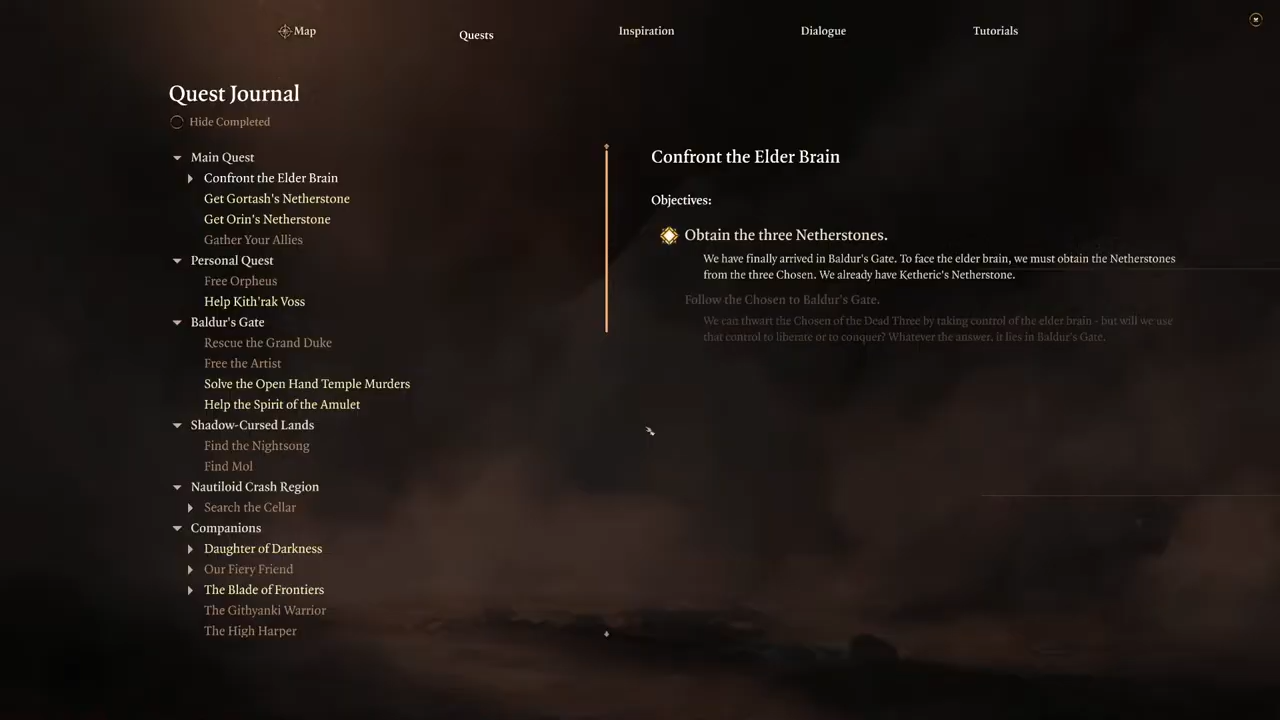 Map
Quests
Inspiration
Dialogue
Tutorials
Quest Journal
Hide Completed
Main Quest
Confront the Elder Brain
Get Gortash's Netherstone
Get Orin's Netherstone
Gather Your Allies
Personal Quest
Free Orpheus
Help Kith'rak Voss
Baldur's Gate
Rescue the Grand Duke
Free the Artist
Solve the Open Hand Temple Murders
Help the Spirit of the Amulet
Shadow-Cursed Lands
Find the Nightsong
Find Mol
Nautiloid Crash Region
Search the Cellar
Companions
Daughter of Darkness
Our Fiery Friend
The Blade of Frontiers
The Githyanki Warrior
The High Harper
Confront the Elder Brain
Objectives:
Obtain the three Netherstones.
We have finally arrived in Baldur's Gate. To face the elder brain, we must obtain the Netherstones
from the three Chosen. We already have Ketheric's Netherstone.
Follow the Chosen to Baldur's Gate.
We can thwart the Chosen of the Dead Three by taking control of the elder brain - but will we use
that control to liberate or to conquer? Whatever the answer, it lies in Baldur's Gate.